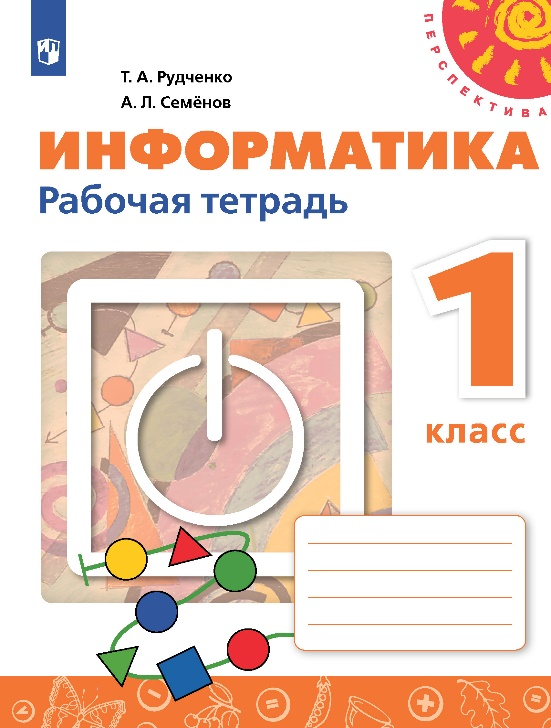 Т. А. Рудченко
А. Л. Семёнов
ПЕРСПЕКТИВА
ИНФОРМАТИКА
Рабочая тетрадь
1
класс